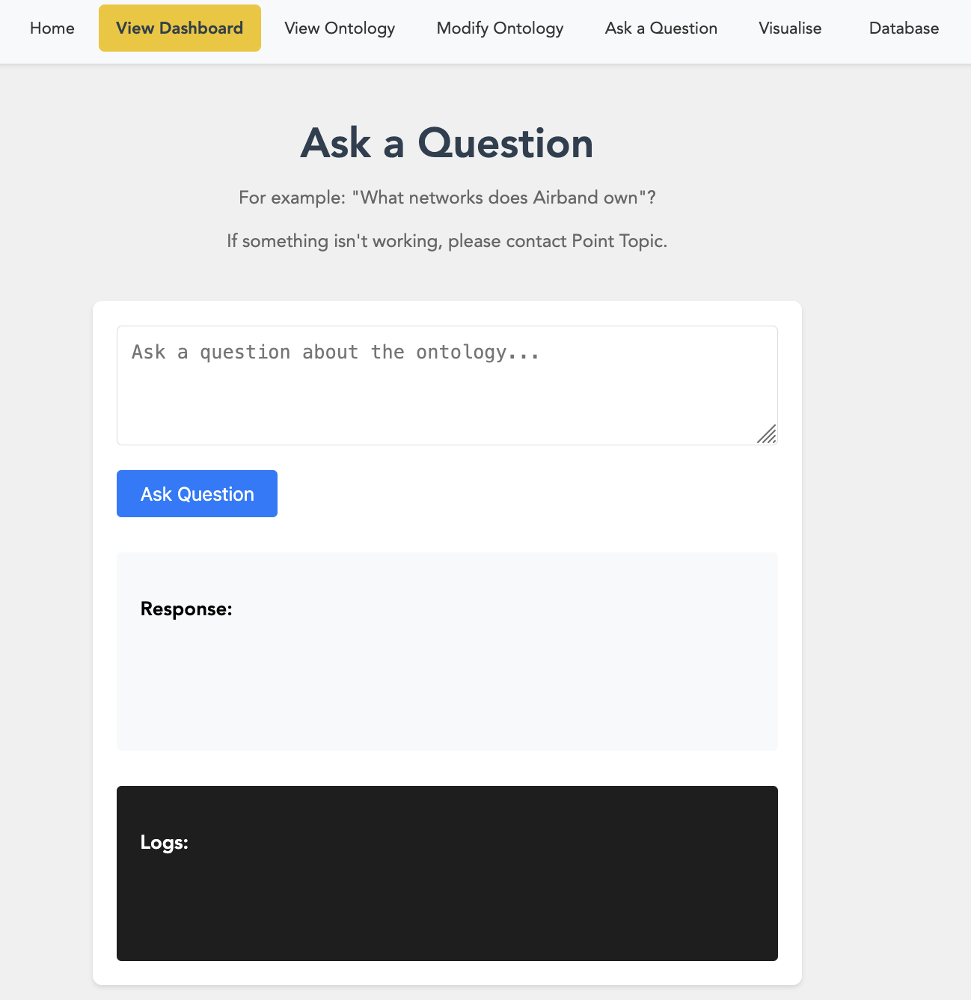 Home View Dashboard View Ontology Modify Ontology Ask a Question Visualise Database
Ask a Question
For example: "What networks does Airband own"?
If something isn't working, please contact Point Topic.
Ask a question about the ontology...
Ask Question
Response:
Logs: